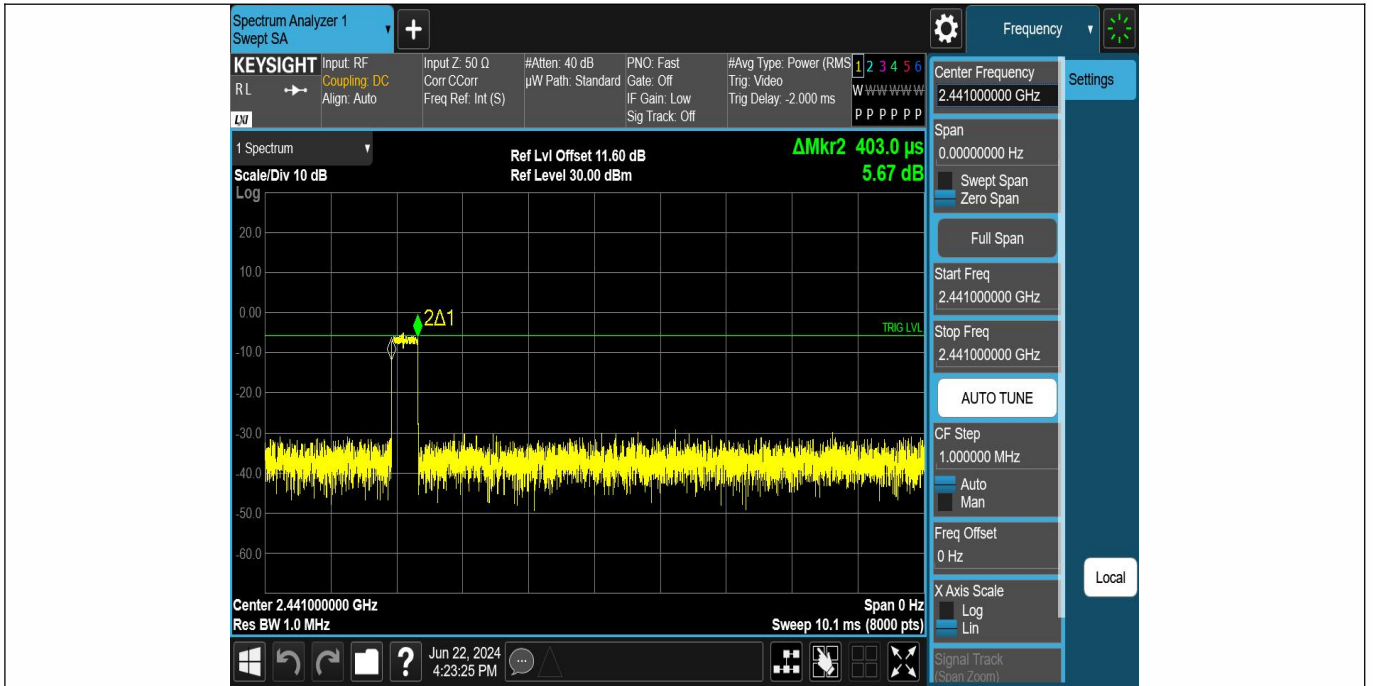 Spectrum Analyzer 1
Swept SA
+
Frequency
KEYSIGHT
RL
LXI
Input: RF
Coupling: DC
Align: Auto
Input Z: 50 Ω
Corr CCorr
Freq Ref: Int (S)
#Atten: 40 dB
µW Path: Standard
PNO: Fast
Gate: Off
IF Gain: Low
Sig Track: Off
#Avg Type: Power (RMS
Trig: Video
Trig Delay: -2.000 ms
1 2 3 4 5 6
W W W W W W
P P P P P P
1 Spectrum
Scale/Div 10 dB
Ref Lvl Offset 11.60 dB
Ref Level 30.00 dBm
ΔMkr2 403.0 µs
5.67 dB
Log
20.0
10.0
0.00
-10.0
-20.0
-30.0
-40.0
-50.0
-60.0
2Δ1
TRIG LVL
Center 2.441000000 GHz
Res BW 1.0 MHz
Span 0 Hz
Sweep 10.1 ms (8000 pts)
Center Frequency
2.441000000 GHz
Settings
Span
0.00000000 Hz
Swept Span
Zero Span
Full Span
Start Freq
2.441000000 GHz
Stop Freq
2.441000000 GHz
AUTO TUNE
CF Step
1.000000 MHz
Auto
Man
Freq Offset
0 Hz
X Axis Scale
Log
Lin
Signal Track
(Span Zoom)
Local
?
Jun 22, 2024
4:23:25 PM